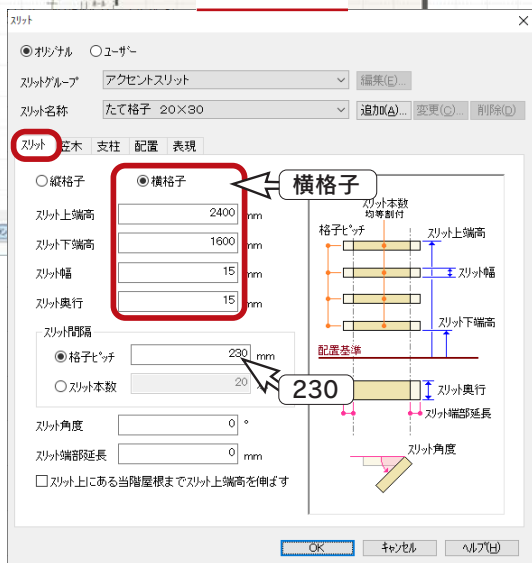 スリット
オリジナル ユーザー
スリットグループ アクセントスリット 編集(E)...
スリット名称 たて格子 20×30 追加(A)... 変更(C)... 削除(D)
スリット 笠木 支柱 配置 表現
縦格子 横格子
横格子
スリット上端高 2400 mm
スリット下端高 1600 mm
スリット幅 15 mm
スリット奥行 15 mm
スリット間隔
格子ピッチ 230 mm
スリット本数 20
230
スリット角度 0 °
スリット端部延長 0 mm
スリット上にある当階屋根までスリット上端高を伸ばす
スリット本数
均等割付
格子ピッチ スリット上端高
スリット幅
スリット下端高
配置基準
スリット奥行
スリット端部延長
スリット角度
OK キャンセル ヘルプ(H)